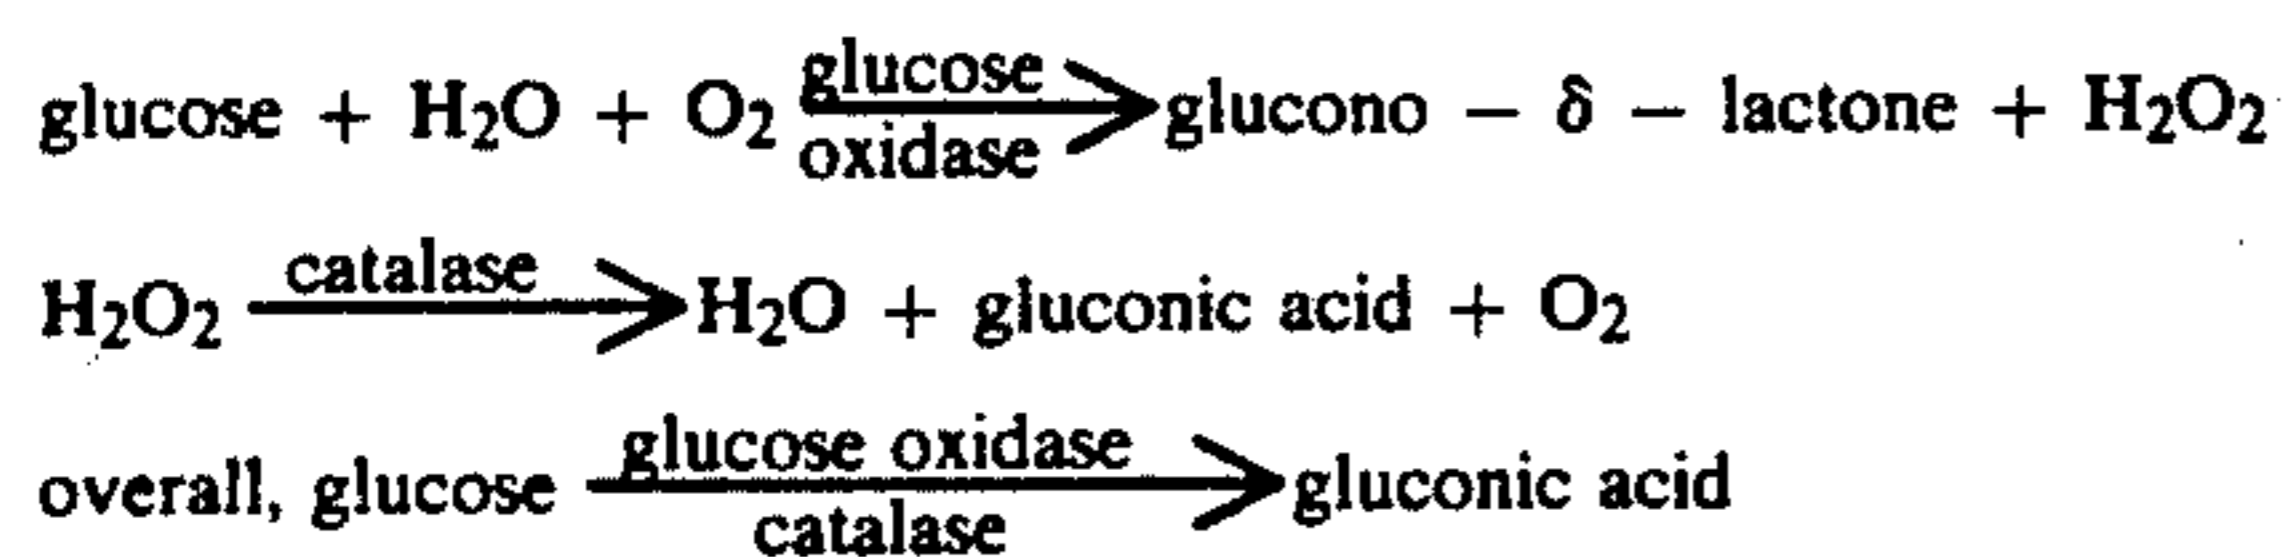 glucose + H₂O + O₂ glucose oxidase → glucono − δ − lactone + H₂O₂
H₂O₂ catalase → H₂O + gluconic acid + O₂
overall, glucose glucose oxidase catalase → gluconic acid